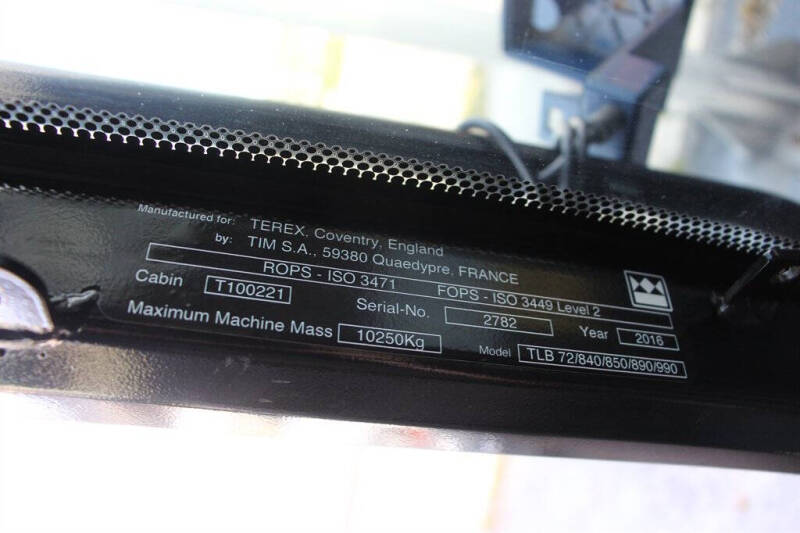 Manufactured for: TEREX, Coventry, England
by: TIM S.A., 59380 Quaedypre, FRANCE
ROPS - ISO 3471 FOPS - ISO 3449 Level 2
Cabin T100221 Serial-No. 2782 Year 2016
Maximum Machine Mass 10250Kg Model TLB 72/840/850/890/990